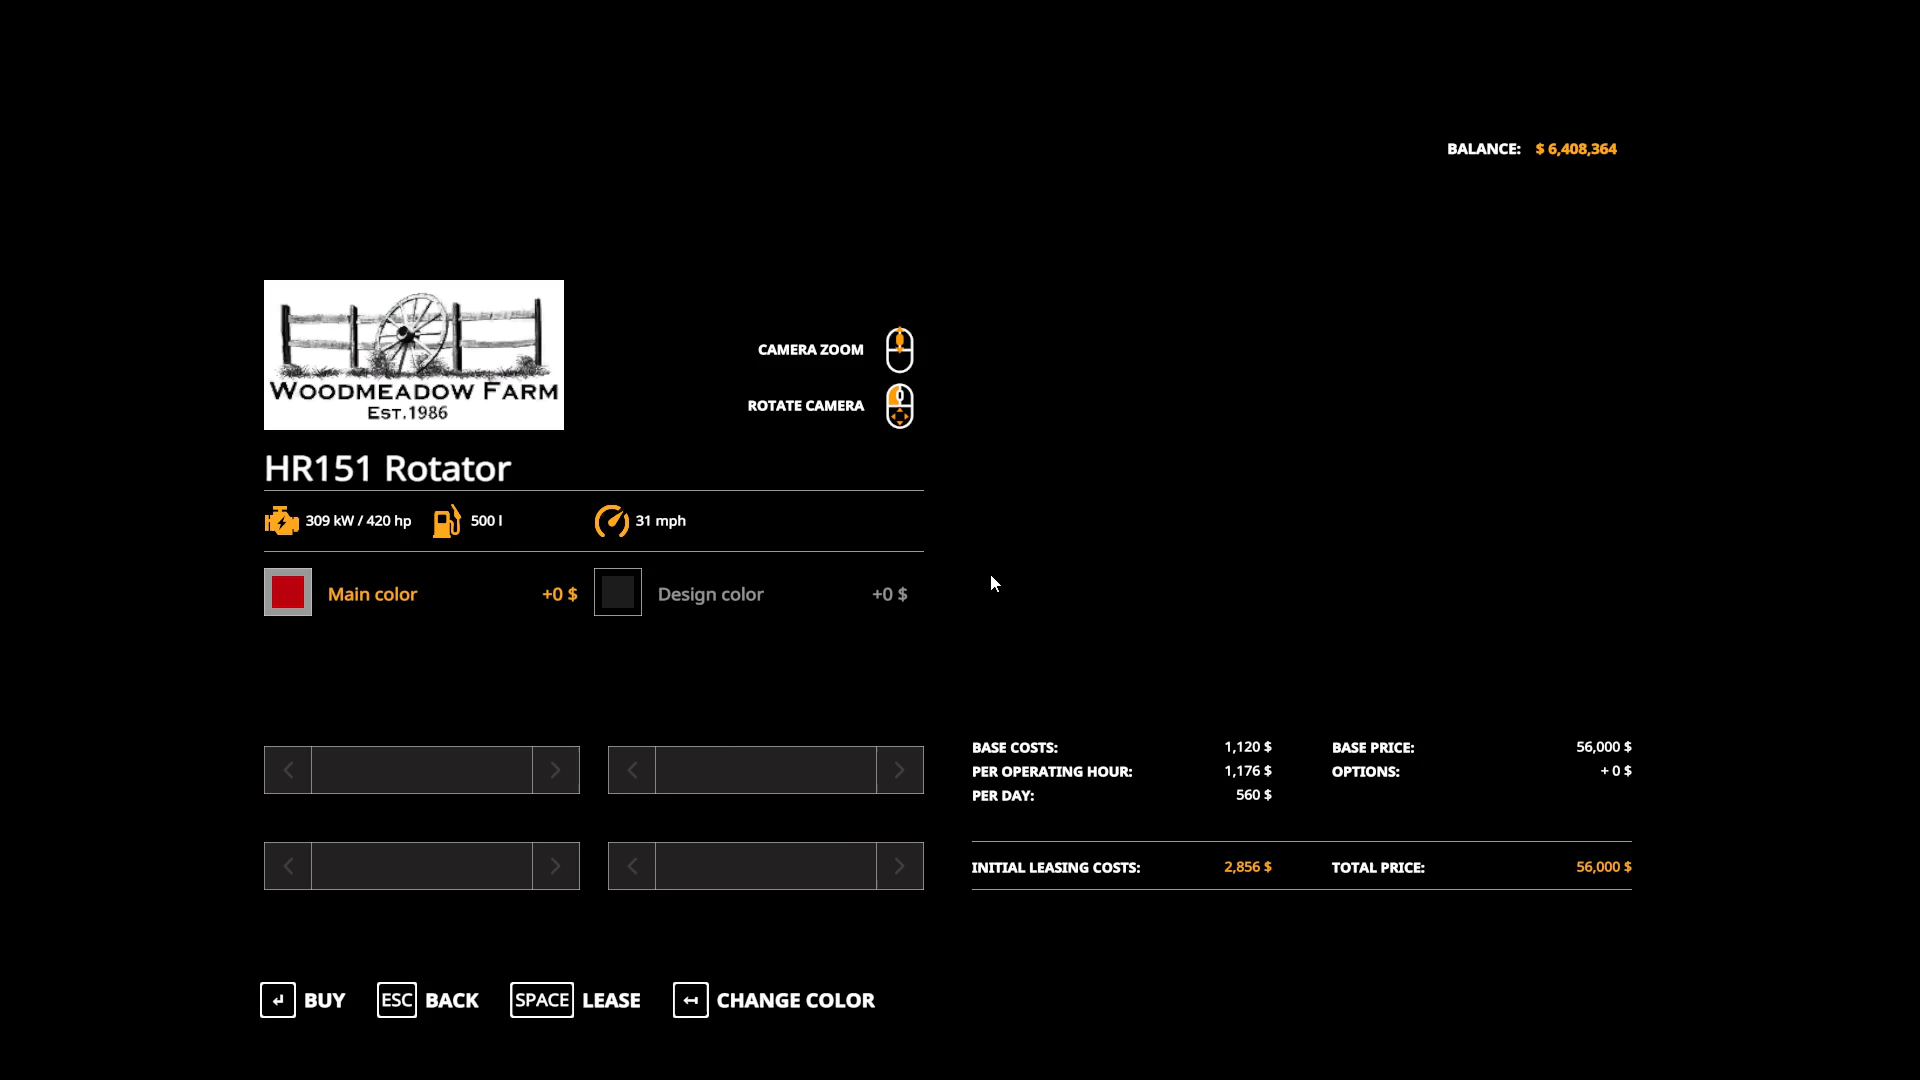 BALANCE: $ 6,408,364
WOODMEADOW FARM
EST.1986
CAMERA ZOOM
ROTATE CAMERA
HR151 Rotator
309 kW / 420 hp 500 l 31 mph
Main color +0 $ Design color +0 $
BASE COSTS: 1,120 $ BASE PRICE: 56,000 $
PER OPERATING HOUR: 1,176 $ OPTIONS: + 0 $
PER DAY: 560 $
INITIAL LEASING COSTS: 2,856 $ TOTAL PRICE: 56,000 $
BUY ESC BACK SPACE LEASE CHANGE COLOR